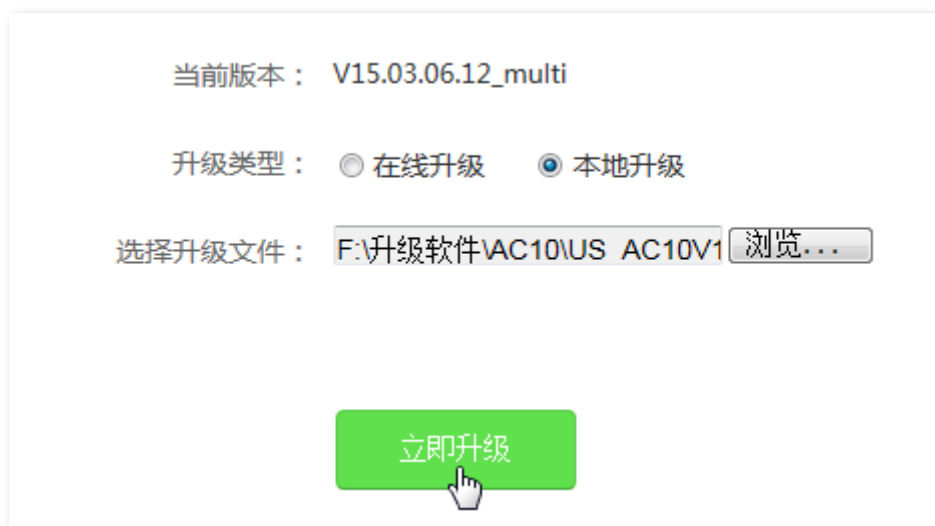 当前版本： V15.03.06.12_multi
升级类型： 在线升级 本地升级
选择升级文件： F:\升级软件\AC10\US_AC10V1 浏览...
立即升级